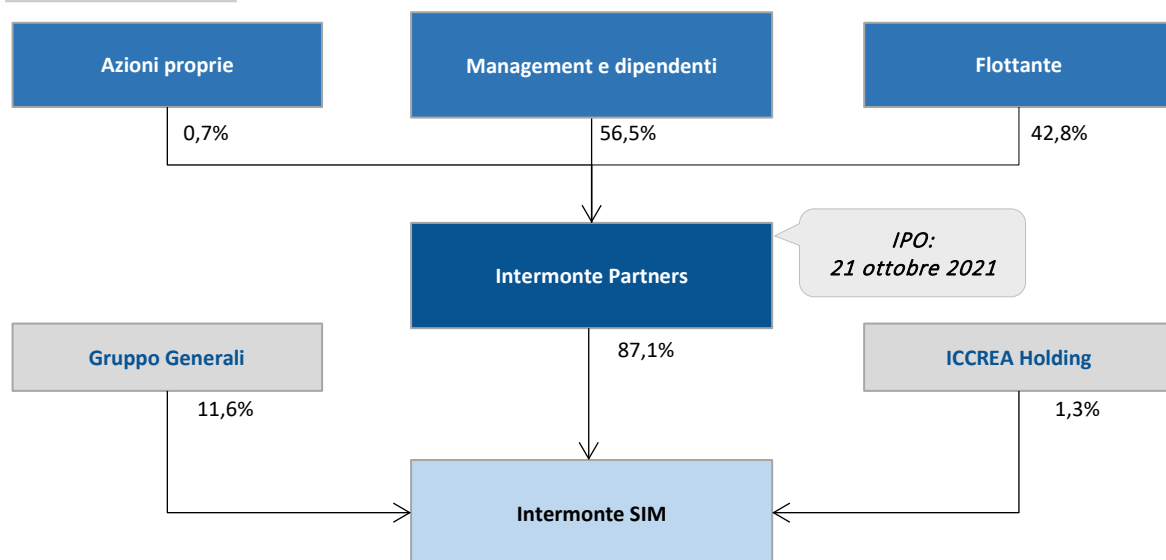 Azioni proprie
Management e dipendenti
Flottante
0,7%
56,5%
42,8%
Intermonte Partners
IPO:
21 ottobre 2021
87,1%
Gruppo Generali
ICCREA Holding
11,6%
1,3%
Intermonte SIM